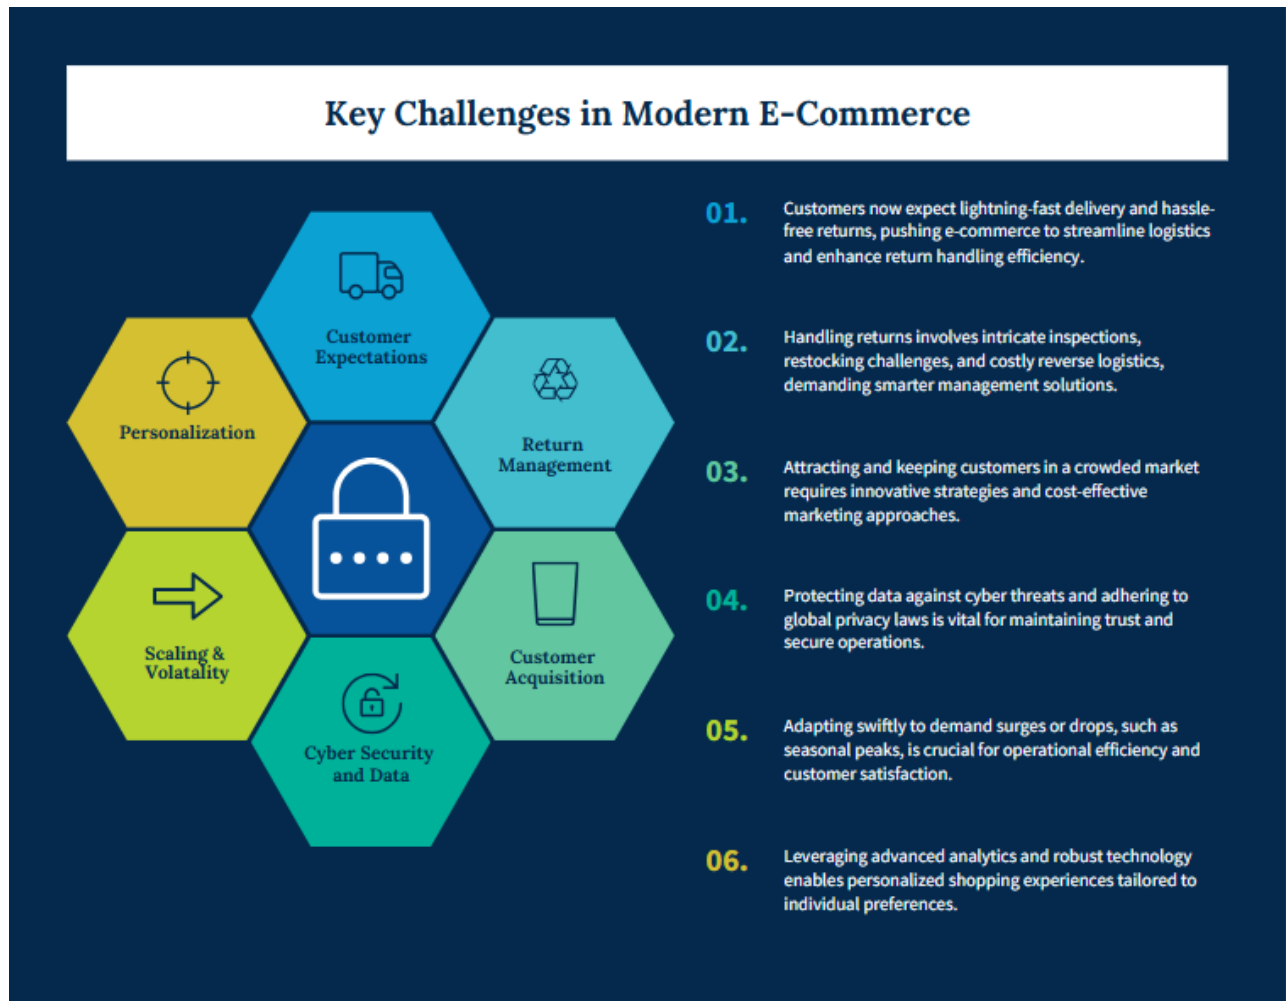 Key Challenges in Modern E-Commerce
Customer
Expectations
Personalization
Return
Management
Scaling &
Volatality
Customer
Acquisition
Cyber Security
and Data
01.
Customers now expect lightning-fast delivery and hassle-
free returns, pushing e-commerce to streamline logistics
and enhance return handling efficiency.
02.
Handling returns involves intricate inspections,
restocking challenges, and costly reverse logistics,
demanding smarter management solutions.
03.
Attracting and keeping customers in a crowded market
requires innovative strategies and cost-effective
marketing approaches.
04.
Protecting data against cyber threats and adhering to
global privacy laws is vital for maintaining trust and
secure operations.
05.
Adapting swiftly to demand surges or drops, such as
seasonal peaks, is crucial for operational efficiency and
customer satisfaction.
06.
Leveraging advanced analytics and robust technology
enables personalized shopping experiences tailored to
individual preferences.